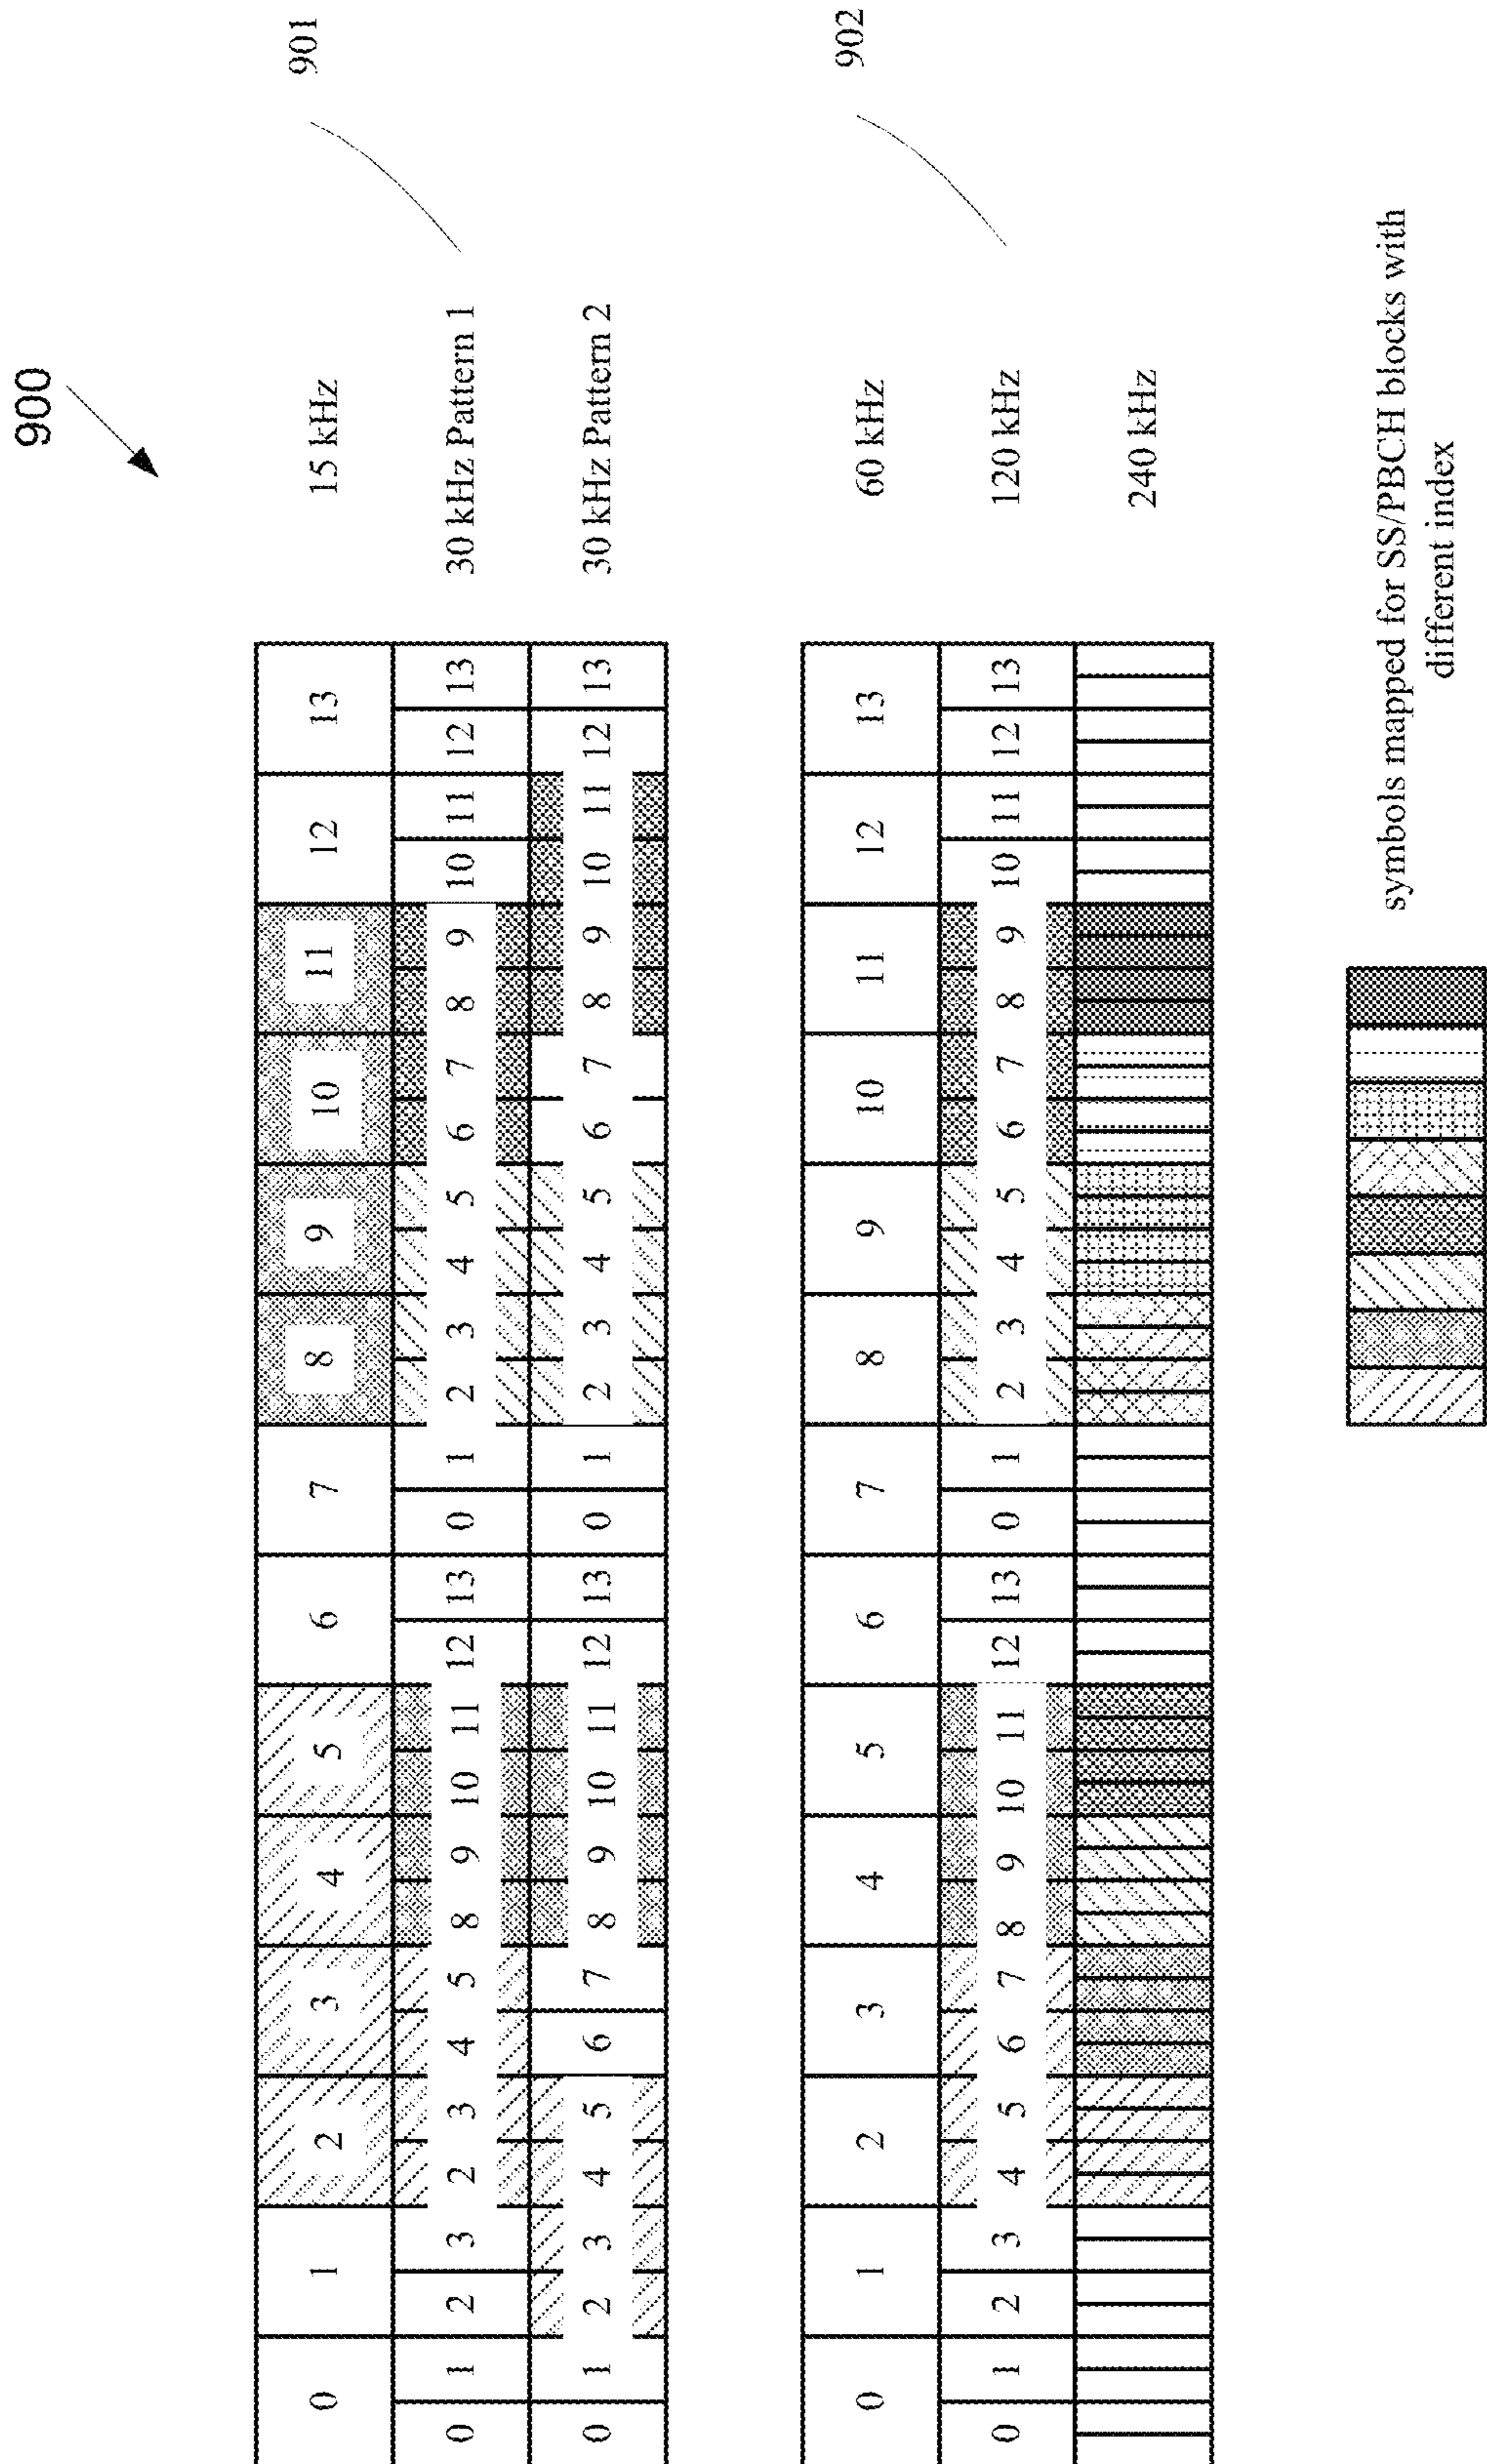 900
901
0 1 2 3 4 5 6 7 8 9 10 11 12 13 15 kHz
0 1 2 3 2 3 4 5 8 9 10 11 12 13 0 1 2 3 4 5 6 7 8 9 10 11 12 13 30 kHz Pattern 1
0 1 2 3 4 5 6 7 8 9 10 11 12 13 0 1 2 3 4 5 6 7 8 9 10 11 12 13 30 kHz Pattern 2
902
0 1 2 3 4 5 6 7 8 9 10 11 12 13 60 kHz
0 1 2 3 4 5 6 7 8 9 10 11 12 13 0 1 2 3 4 5 6 7 8 9 10 11 12 13 120 kHz
240 kHz
symbols mapped for SS/PBCH blocks with
different index